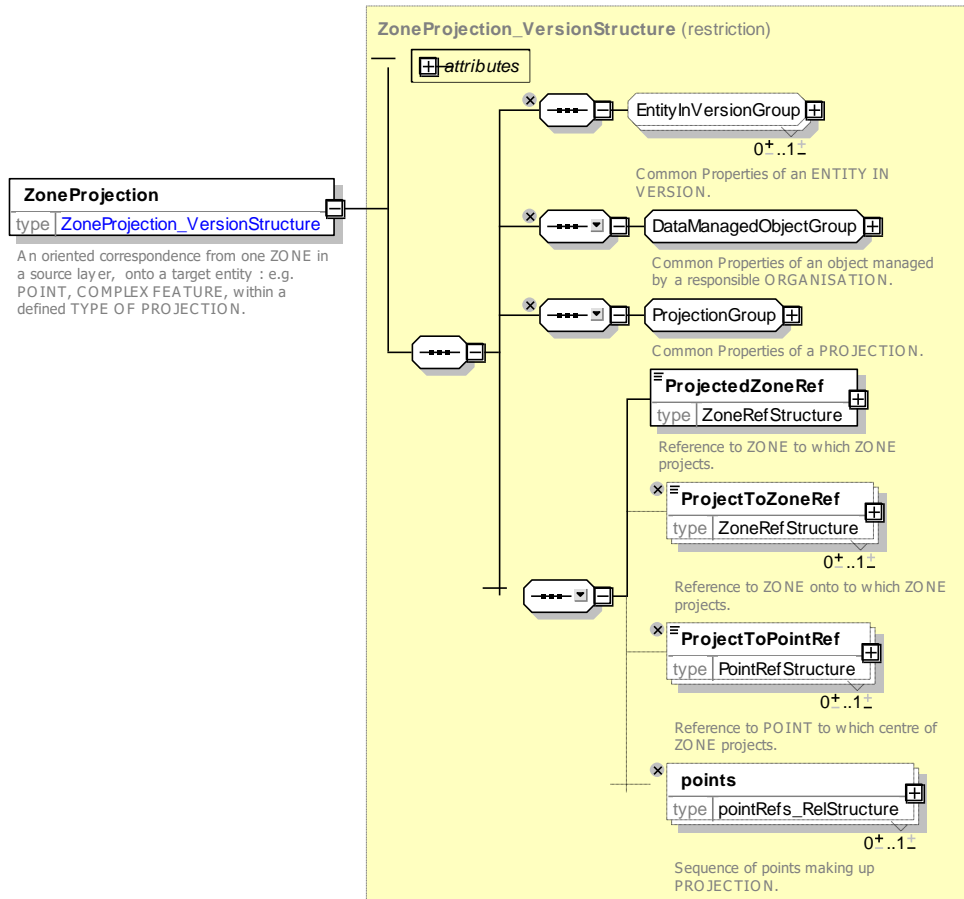 ZoneProjection_VersionStructure (restriction)
attributes
EntityInVersionGroup
0..1
Common Properties of an ENTITY IN
VERSION.
ZoneProjection
type ZoneProjection_VersionStructure
An oriented correspondence from one ZONE in
a source layer, onto a target entity : e.g.
POINT, COMPLEX FEATURE, within a
defined TYPE OF PROJECTION.
DataManagedObjectGroup
Common Properties of an object managed
by a responsible ORGANISATION.
ProjectionGroup
Common Properties of a PROJECTION.
ProjectedZoneRef
type ZoneRefStructure
Reference to ZONE to which ZONE
projects.
ProjectToZoneRef
type ZoneRefStructure
0..1
Reference to ZONE onto to which ZONE
projects.
ProjectToPointRef
type PointRefStructure
0..1
Reference to POINT to which centre of
ZONE projects.
points
type pointRefs_RelStructure
0..1
Sequence of points making up
PROJECTION.